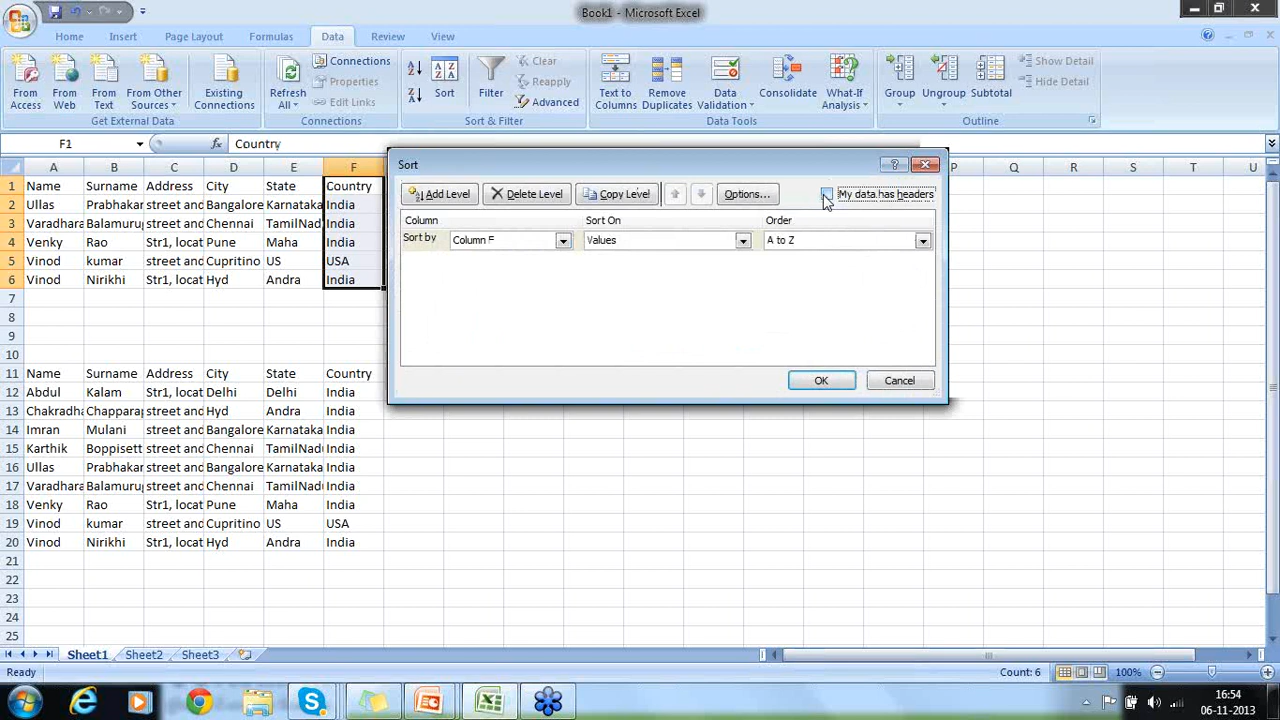 Book1 - Microsoft Excel
Home Insert Page Layout Formulas Data Review View
From Access
From Web
From Text
From Other Sources
Existing Connections
Get External Data
Refresh All
Connections
Properties
Edit Links
Connections
Sort
Filter
Clear
Reapply
Advanced
Sort & Filter
Text to Columns
Remove Duplicates
Data Validation
Consolidate
What-If Analysis
Data Tools
Group
Ungroup
Subtotal
Show Detail
Hide Detail
Outline
F1 fx Country
A B C D E F P Q R S T U
1 Name Surname Address City State Country
2 Ullas Prabhakar street and Bangalore Karnataka India
3 Varadhara Balamurug street and Chennai TamilNadu India
4 Venky Rao Str1, locat Pune Maha India
5 Vinod kumar street and Cupritino US USA
6 Vinod Nirikhi Str1, locat Hyd Andra India
7
8
9
10
11 Name Surname Address City State Country
12 Abdul Kalam Str1, locat Delhi Delhi India
13 Chakradha Chapparag street and Hyd Andra India
14 Imran Mulani street and Bangalore Karnataka India
15 Karthik Boppisett street and Chennai TamilNadu India
16 Ullas Prabhakar street and Bangalore Karnataka India
17 Varadhara Balamurug street and Chennai TamilNadu India
18 Venky Rao Str1, locat Pune Maha India
19 Vinod kumar street and Cupritino US USA
20 Vinod Nirikhi Str1, locat Hyd Andra India
21
22
23
24
25
Sort
Add Level Delete Level Copy Level Options... My data has headers
Column Sort On Order
Sort by Column F Values A to Z
OK Cancel
Sheet1 Sheet2 Sheet3
Ready Count: 6 100%
16:54
06-11-2013